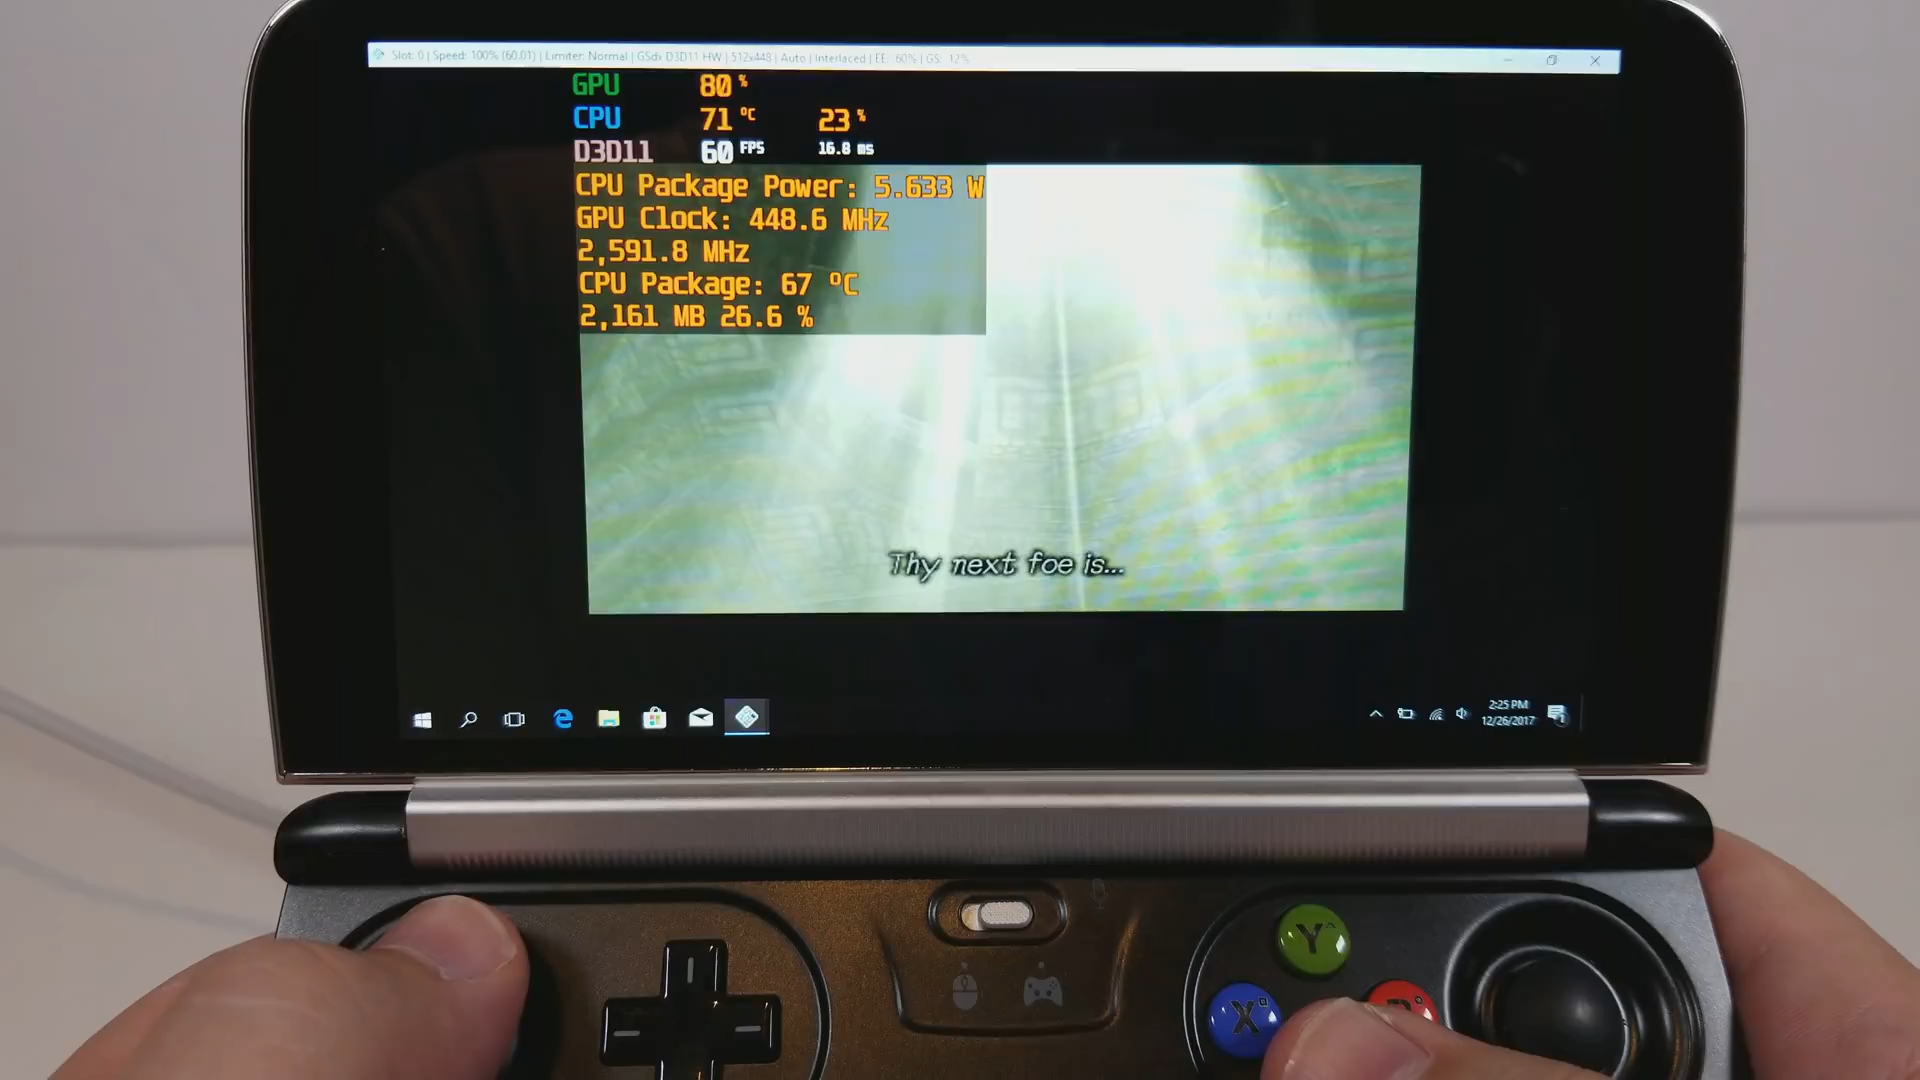 Slot: 0 | Speed: 100% (60.01) | Limiter: Normal | GSdx D3D11 HW | 512x448 | Auto | Interlaced | EE: 60% | GS: 12%
GPU 80 %
CPU 71 °C 23 %
D3D11 60 FPS 16.8 ms
CPU Package Power: 5.633 W
GPU Clock: 448.6 MHz
2,591.8 MHz
CPU Package: 67 °C
2,161 MB 26.6 %
Thy next foe is...
2:25 PM
12/26/2017
1
Y
X